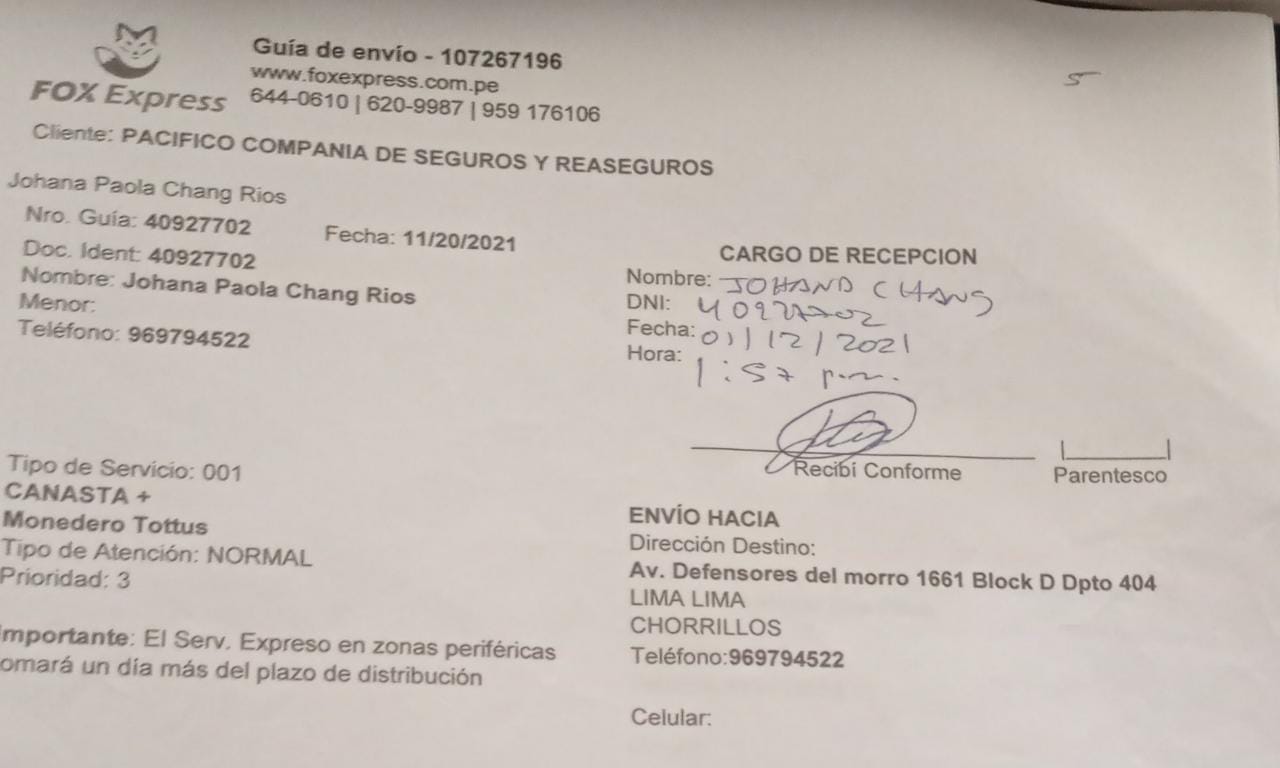 FOX Express
Guía de envío - 107267196
www.foxexpress.com.pe
644-0610 | 620-9987 | 959 176106
5
Cliente: PACIFICO COMPANIA DE SEGUROS Y REASEGUROS
Johana Paola Chang Rios
Nro. Guía: 40927702 Fecha: 11/20/2021
Doc. Ident: 40927702
Nombre: Johana Paola Chang Rios
Menor:
Teléfono: 969794522
CARGO DE RECEPCION
Nombre: JOHANA CHANG
DNI: 40927702
Fecha: 01/12/2021
Hora: 1:57 p.m.
Recibí Conforme
Parentesco
Tipo de Servicio: 001
CANASTA +
Monedero Tottus
Tipo de Atención: NORMAL
Prioridad: 3
mportante: El Serv. Expreso en zonas periféricas
omará un día más del plazo de distribución
ENVÍO HACIA
Dirección Destino:
Av. Defensores del morro 1661 Block D Dpto 404
LIMA LIMA
CHORRILLOS
Teléfono:969794522
Celular: